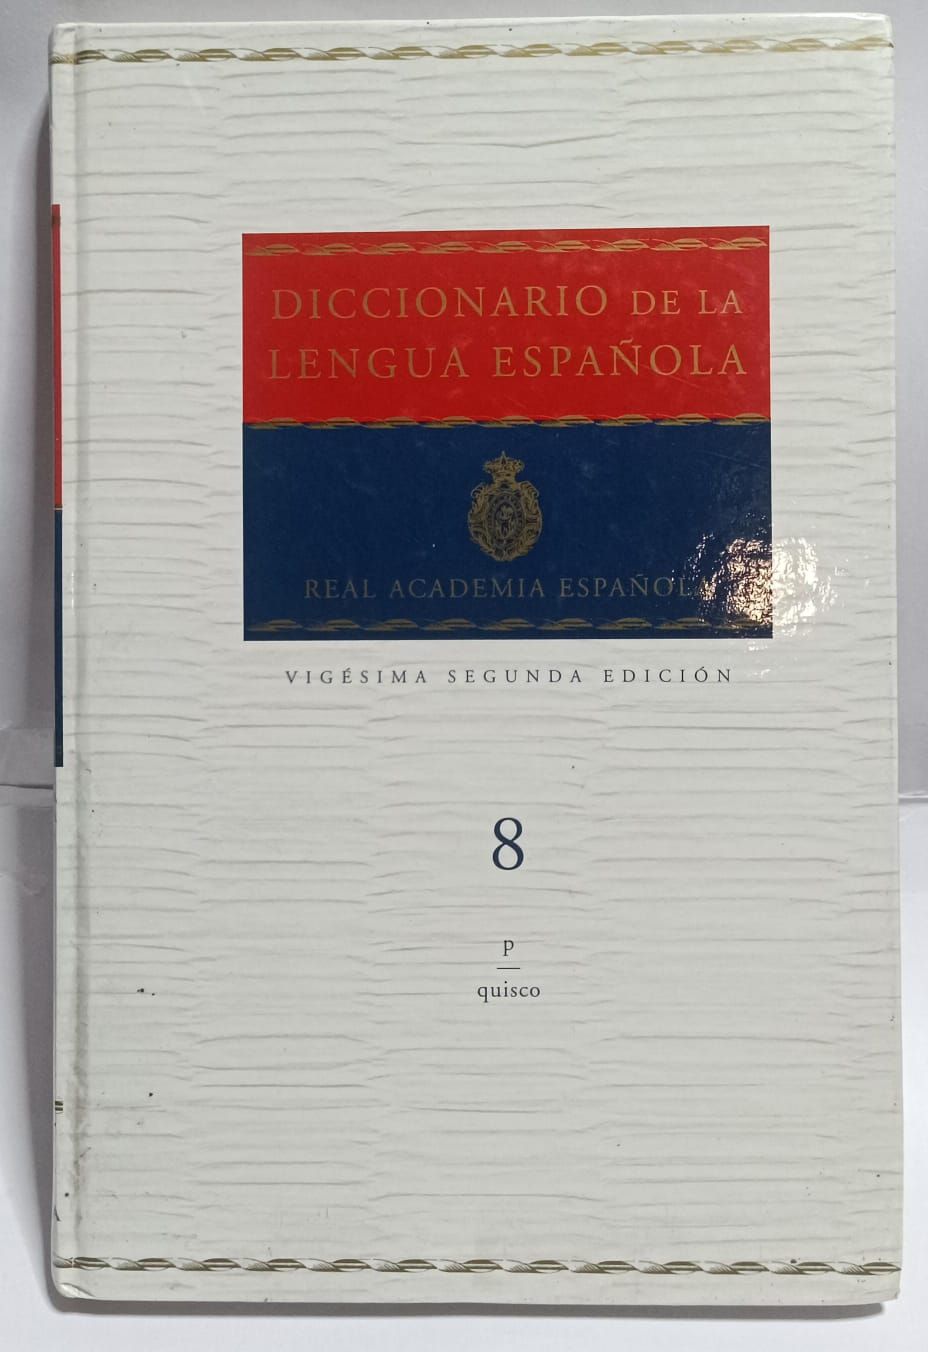 DICCIONARIO DE LA
LENGUA ESPAÑOLA
REAL ACADEMIA ESPAÑOLA
VIGÉSIMA SEGUNDA EDICIÓN
8
p
quisco